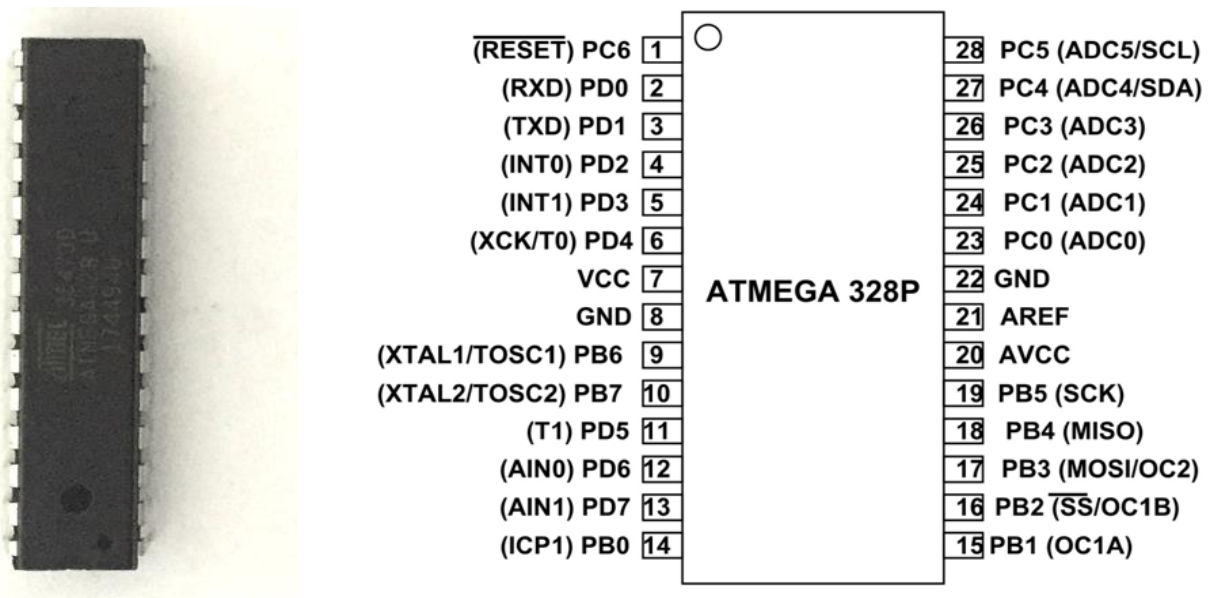 ATMEL
(RESET) PC6 1
(RXD) PD0 2
(TXD) PD1 3
(INT0) PD2 4
(INT1) PD3 5
(XCK/T0) PD4 6
VCC 7
GND 8
(XTAL1/TOSC1) PB6 9
(XTAL2/TOSC2) PB7 10
(T1) PD5 11
(AIN0) PD6 12
(AIN1) PD7 13
(ICP1) PB0 14
ATMEGA 328P
28 PC5 (ADC5/SCL)
27 PC4 (ADC4/SDA)
26 PC3 (ADC3)
25 PC2 (ADC2)
24 PC1 (ADC1)
23 PC0 (ADC0)
22 GND
21 AREF
20 AVCC
19 PB5 (SCK)
18 PB4 (MISO)
17 PB3 (MOSI/OC2)
16 PB2 (SS/OC1B)
15 PB1 (OC1A)